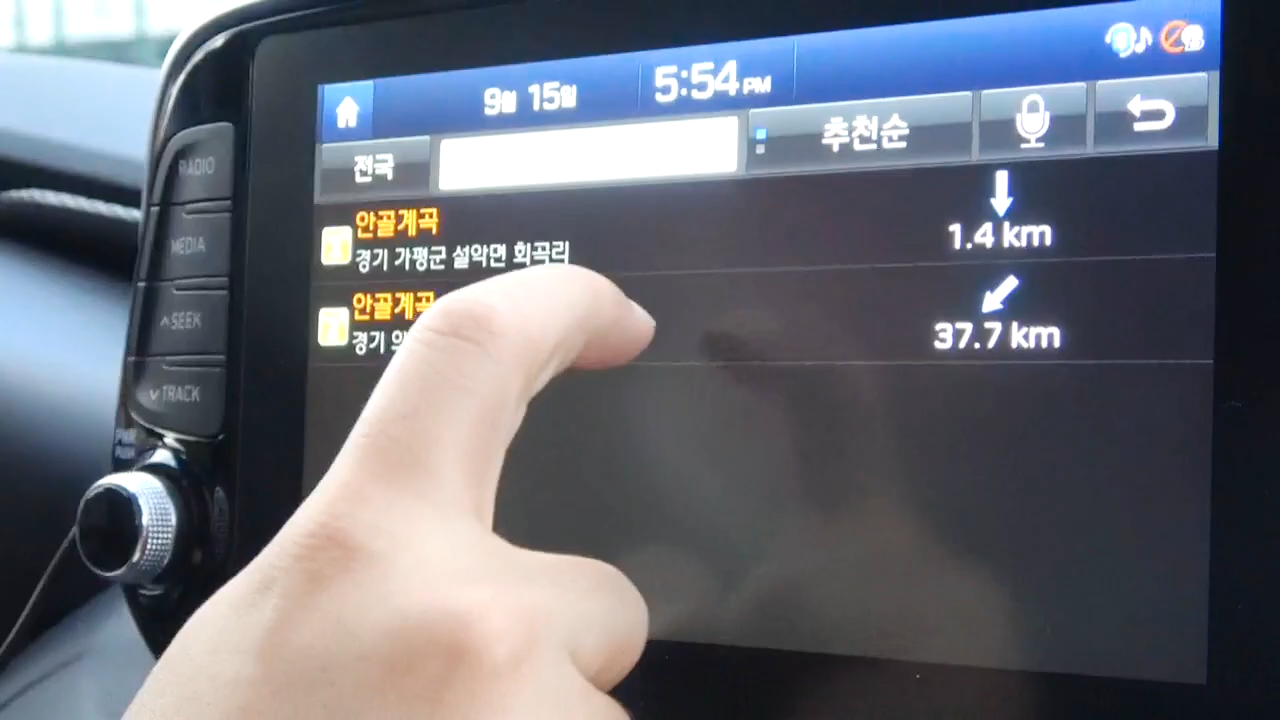 9월 15일 5:54 PM
전국 추천순
안골계곡
경기 가평군 설악면 회곡리
1.4 km
안골계곡
경기
37.7 km
RADIO
MEDIA
SEEK
TRACK